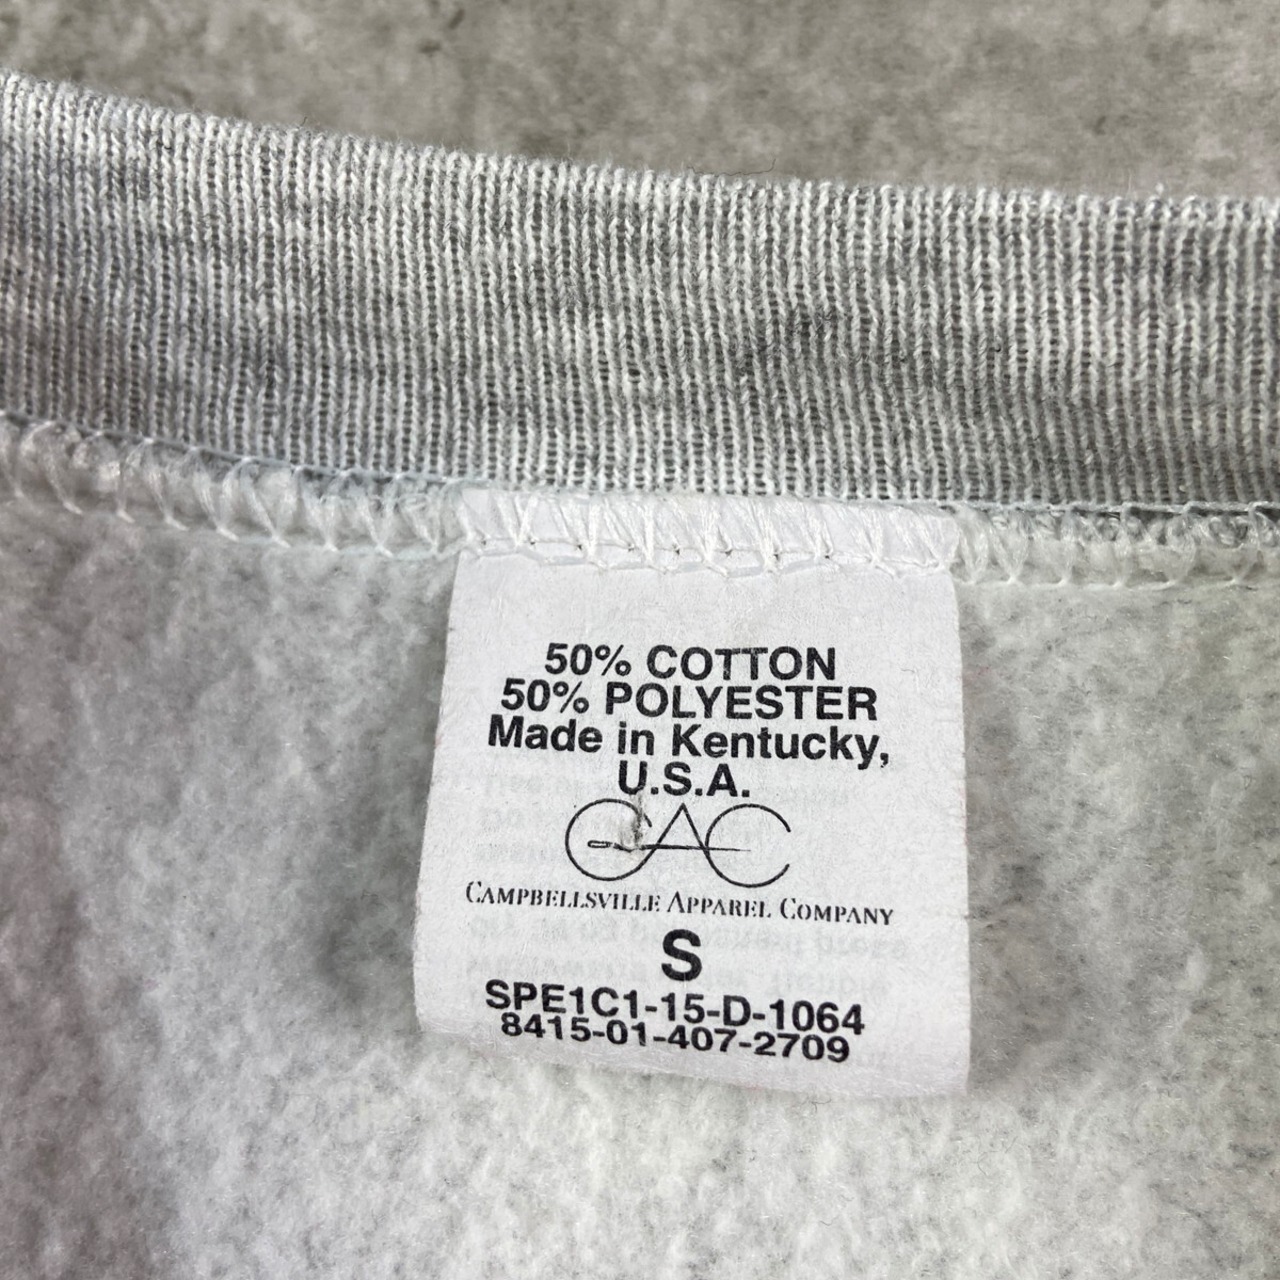 50% COTTON
50% POLYESTER
Made in Kentucky,
U.S.A.
CAC
CAMPBELLSVILLE APPAREL COMPANY
S
SPE1C1-15-D-1064
8415-01-407-2709